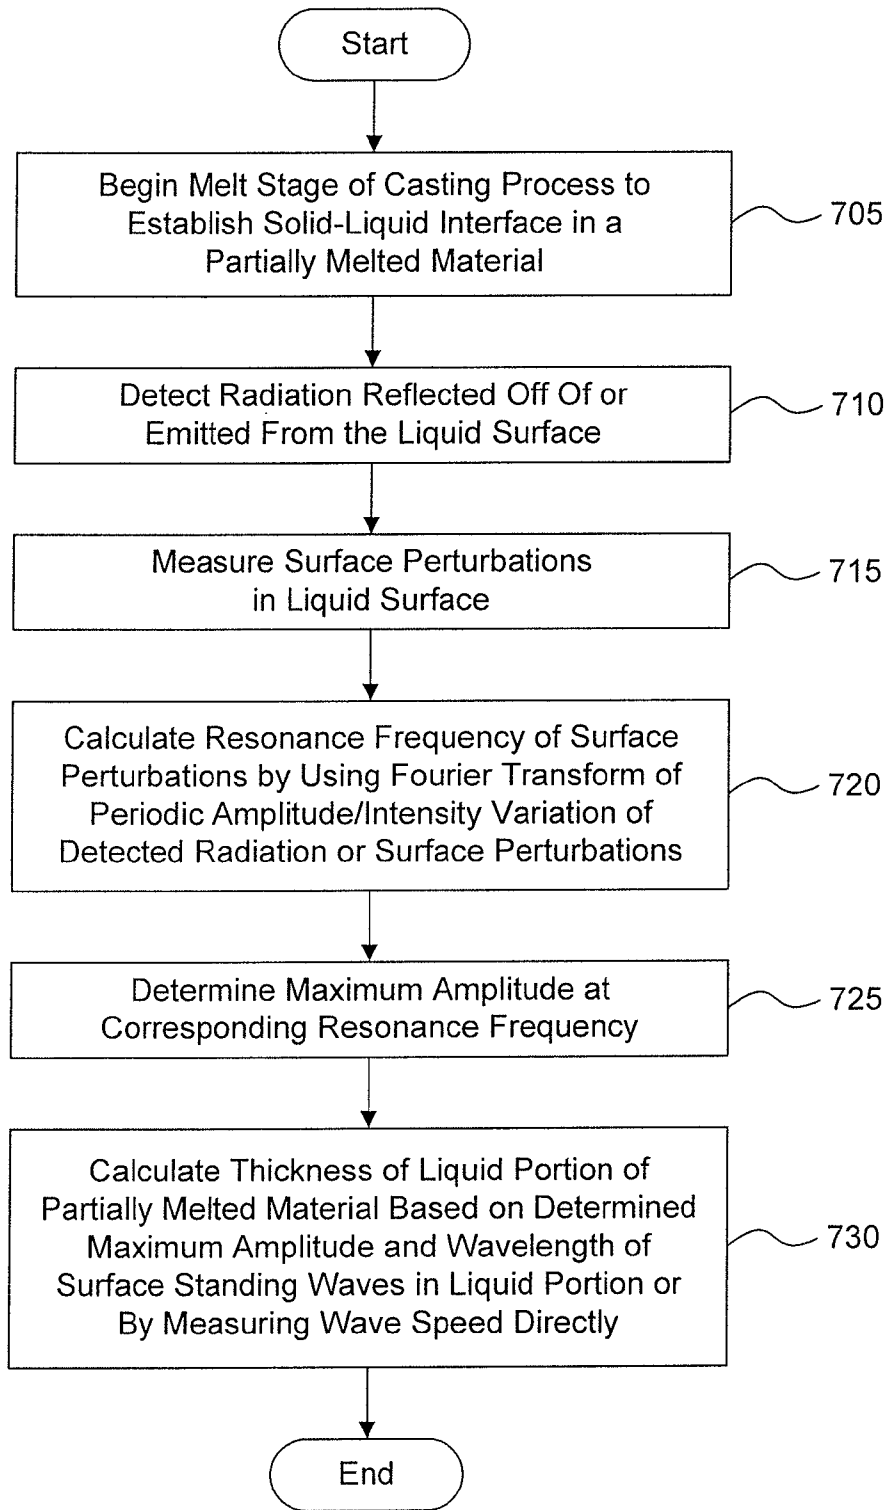 Start
Begin Melt Stage of Casting Process to
Establish Solid-Liquid Interface in a
Partially Melted Material
705
Detect Radiation Reflected Off Of or
Emitted From the Liquid Surface
710
Measure Surface Perturbations
in Liquid Surface
715
Calculate Resonance Frequency of Surface
Perturbations by Using Fourier Transform of
Periodic Amplitude/Intensity Variation of
Detected Radiation or Surface Perturbations
720
Determine Maximum Amplitude at
Corresponding Resonance Frequency
725
Calculate Thickness of Liquid Portion of
Partially Melted Material Based on Determined
Maximum Amplitude and Wavelength of
Surface Standing Waves in Liquid Portion or
By Measuring Wave Speed Directly
730
End